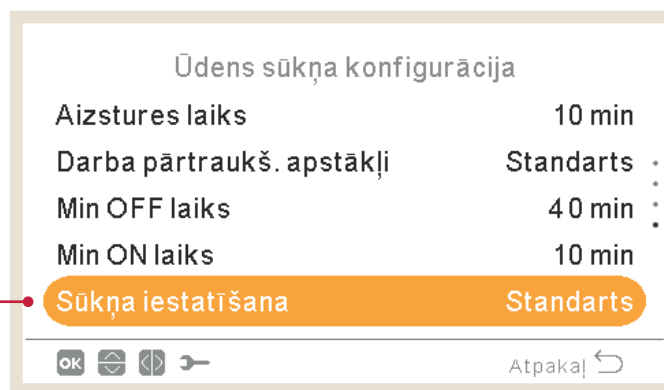 Ūdens sūkņa konfigurācija
Aizstures laiks 10 min
Darba pārtraukš. apstākļi Standarts
Min OFF laiks 40 min
Min ON laiks 10 min
Sūkņa iestatīšana Standarts
OK Atpakaļ